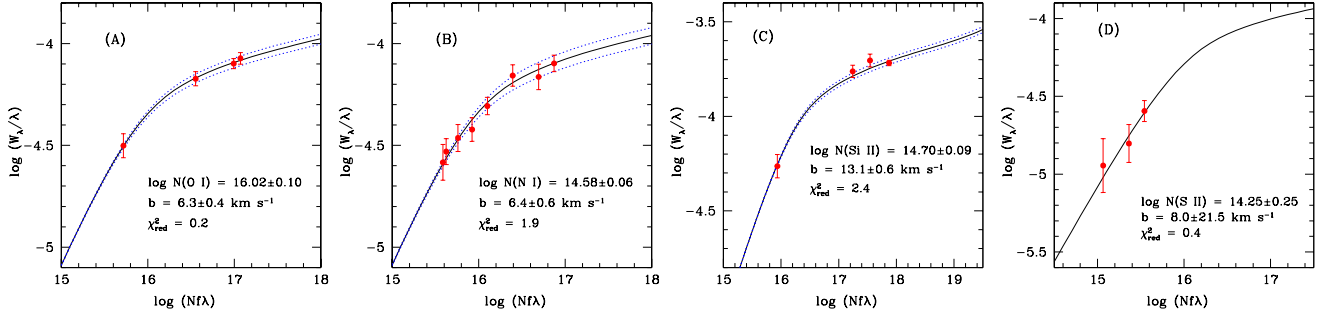 (A)
log (Wλ/λ)
-4
-4.5
-5
log N(O I) = 16.02±0.10
b = 6.3±0.4 km s⁻¹
χ²red = 0.2
15 16 17 18
log (Nfλ)
(B)
log (Wλ/λ)
-4
-4.5
-5
log N(N I) = 14.58±0.06
b = 6.4±0.6 km s⁻¹
χ²red = 1.9
15 16 17 18
log (Nfλ)
(C)
log (Wλ/λ)
-3.5
-4
-4.5
log N(Si II) = 14.70±0.09
b = 13.1±0.6 km s⁻¹
χ²red = 2.4
15 16 17 18 19
log (Nfλ)
(D)
log (Wλ/λ)
-4
-4.5
-5
-5.5
log N(S II) = 14.25±0.25
b = 8.0±21.5 km s⁻¹
χ²red = 0.4
15 16 17
log (Nfλ)